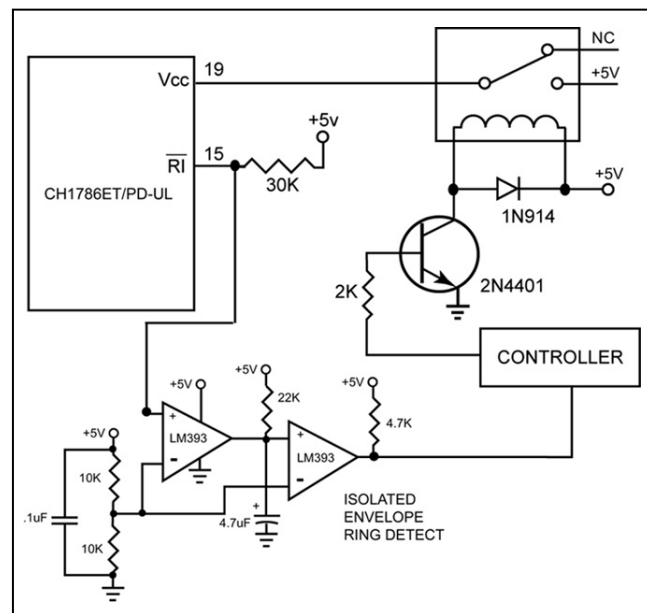 NC
19
Vcc
+5V
+5v
15
RI
30K
CH1786ET/PD-UL
+5V
1N914
2K
2N4401
CONTROLLER
+5V
+5V
+5V
22K
4.7K
+5V
+
LM393
-
+
LM393
-
10K
.1uF
10K
+
4.7uF
ISOLATED
ENVELOPE
RING DETECT